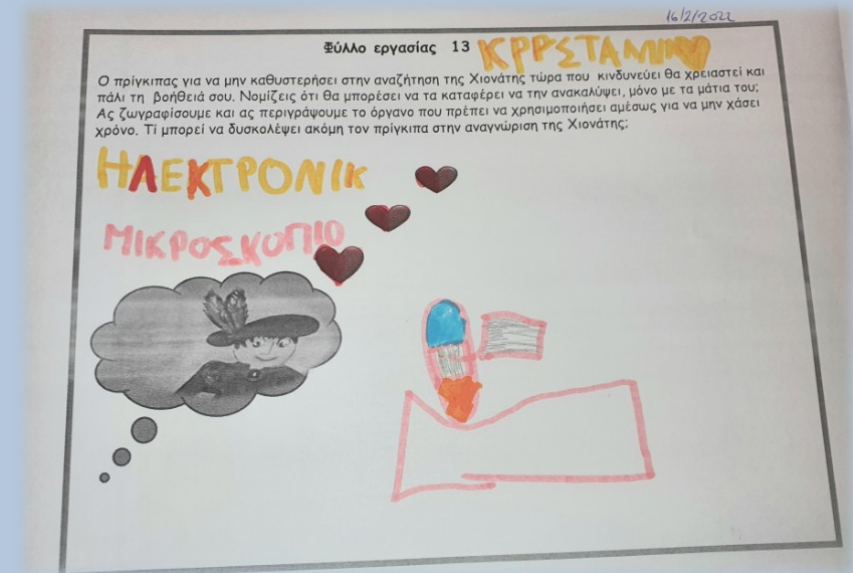 16/2/2022
Φύλλο εργασίας 13 ΚΡΡΣΤΑΜΙΚ
Ο πρίγκιπας για να μην καθυστερήσει στην αναζήτηση της Χιονάτης τώρα που κινδυνεύει θα χρειαστεί και
πάλι τη βοήθειά σου. Νομίζεις ότι θα μπορέσει να τα καταφέρει να την ανακαλύψει, μόνο με τα μάτια του;
Ας ζωγραφίσουμε και ας περιγράψουμε το όργανο που πρέπει να χρησιμοποιήσει αμέσως για να μην χάσει
χρόνο. Τί μπορεί να δυσκολέψει ακόμη τον πρίγκιπα στην αναγνώριση της Χιονάτης;
ΗΛΕΚΤΡΟΝΙΚ
ΜΙΚΡΟΣΚΟΠΙΟ